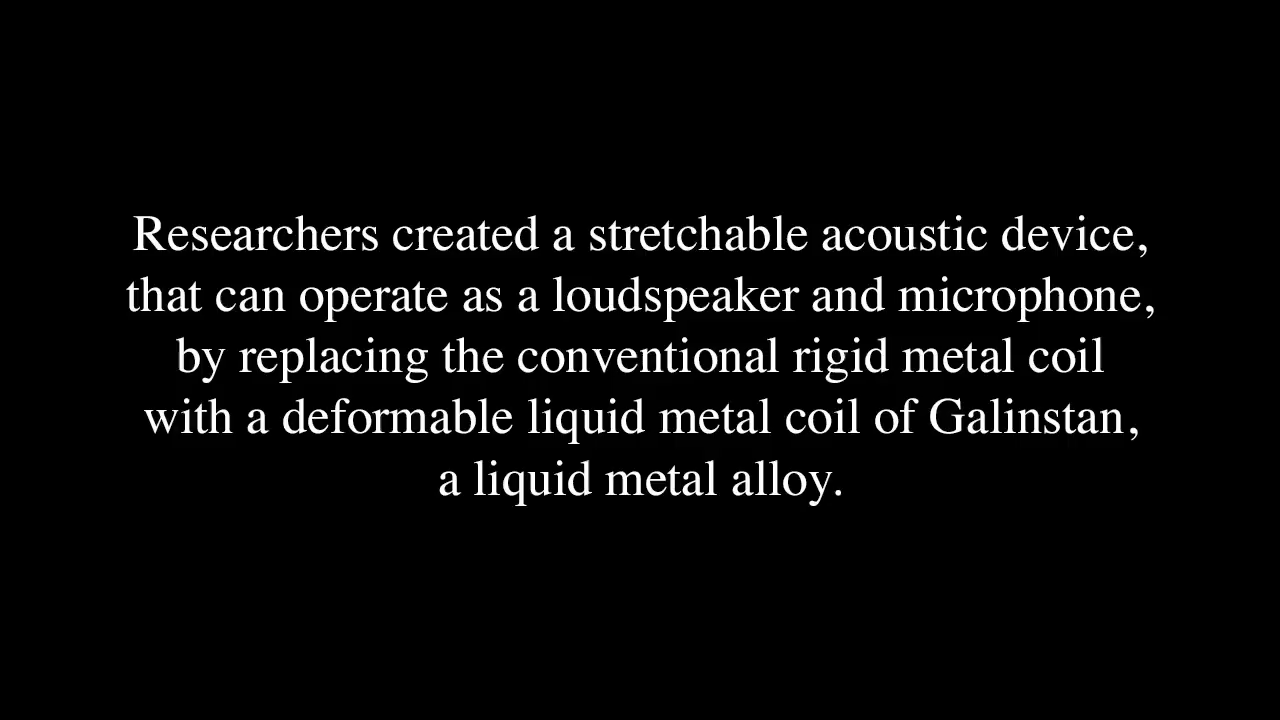 Researchers created a stretchable acoustic device,
that can operate as a loudspeaker and microphone,
by replacing the conventional rigid metal coil
with a deformable liquid metal coil of Galinstan,
a liquid metal alloy.